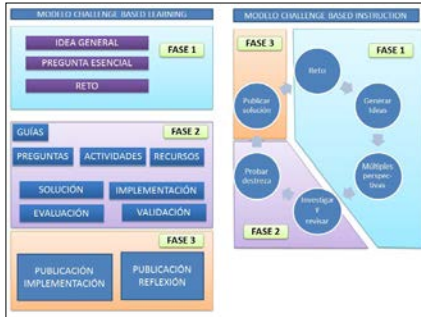 MODELO CHALLENGE BASED LEARNING
IDEA GENERAL
FASE 1
PREGUNTA ESENCIAL
RETO
GUÍAS
FASE 2
PREGUNTAS
ACTIVIDADES
RECURSOS
SOLUCIÓN
IMPLEMENTACIÓN
EVALUACIÓN
VALIDACIÓN
FASE 3
PUBLICACIÓN
IMPLEMENTACIÓN
PUBLICACIÓN
REFLEXIÓN
MODELO CHALLENGE BASED INSTRUCTION
FASE 3
FASE 1
Reto
Generar
Ideas
Múltiples
perspec-
tivas
Investigar
Y
revisar
Probar
destreza
Publicar
solución
FASE 2